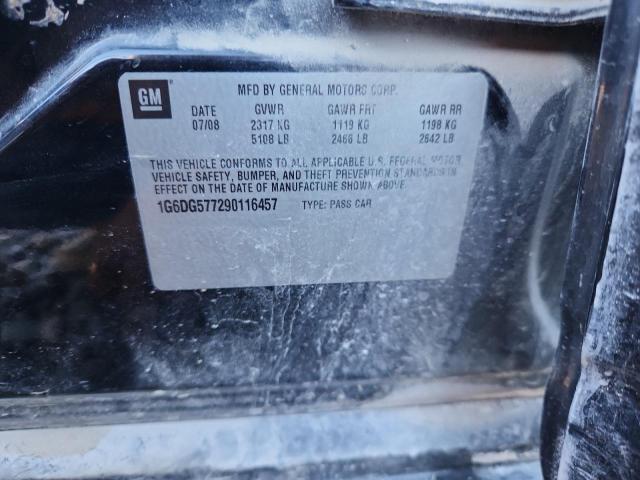 GM
MFD BY GENERAL MOTORS CORP.
DATE GVWR GAWR FRT GAWR RR
07/08 2317 KG 1119 KG 1198 KG
5108 LB 2466 LB 2642 LB
THIS VEHICLE CONFORMS TO ALL APPLICABLE U.S. FEDERAL MOTOR
VEHICLE SAFETY, BUMPER, AND THEFT PREVENTION STANDARDS IN
EFFECT ON THE DATE OF MANUFACTURE SHOWN ABOVE.
1G6DG577290116457 TYPE: PASS CAR